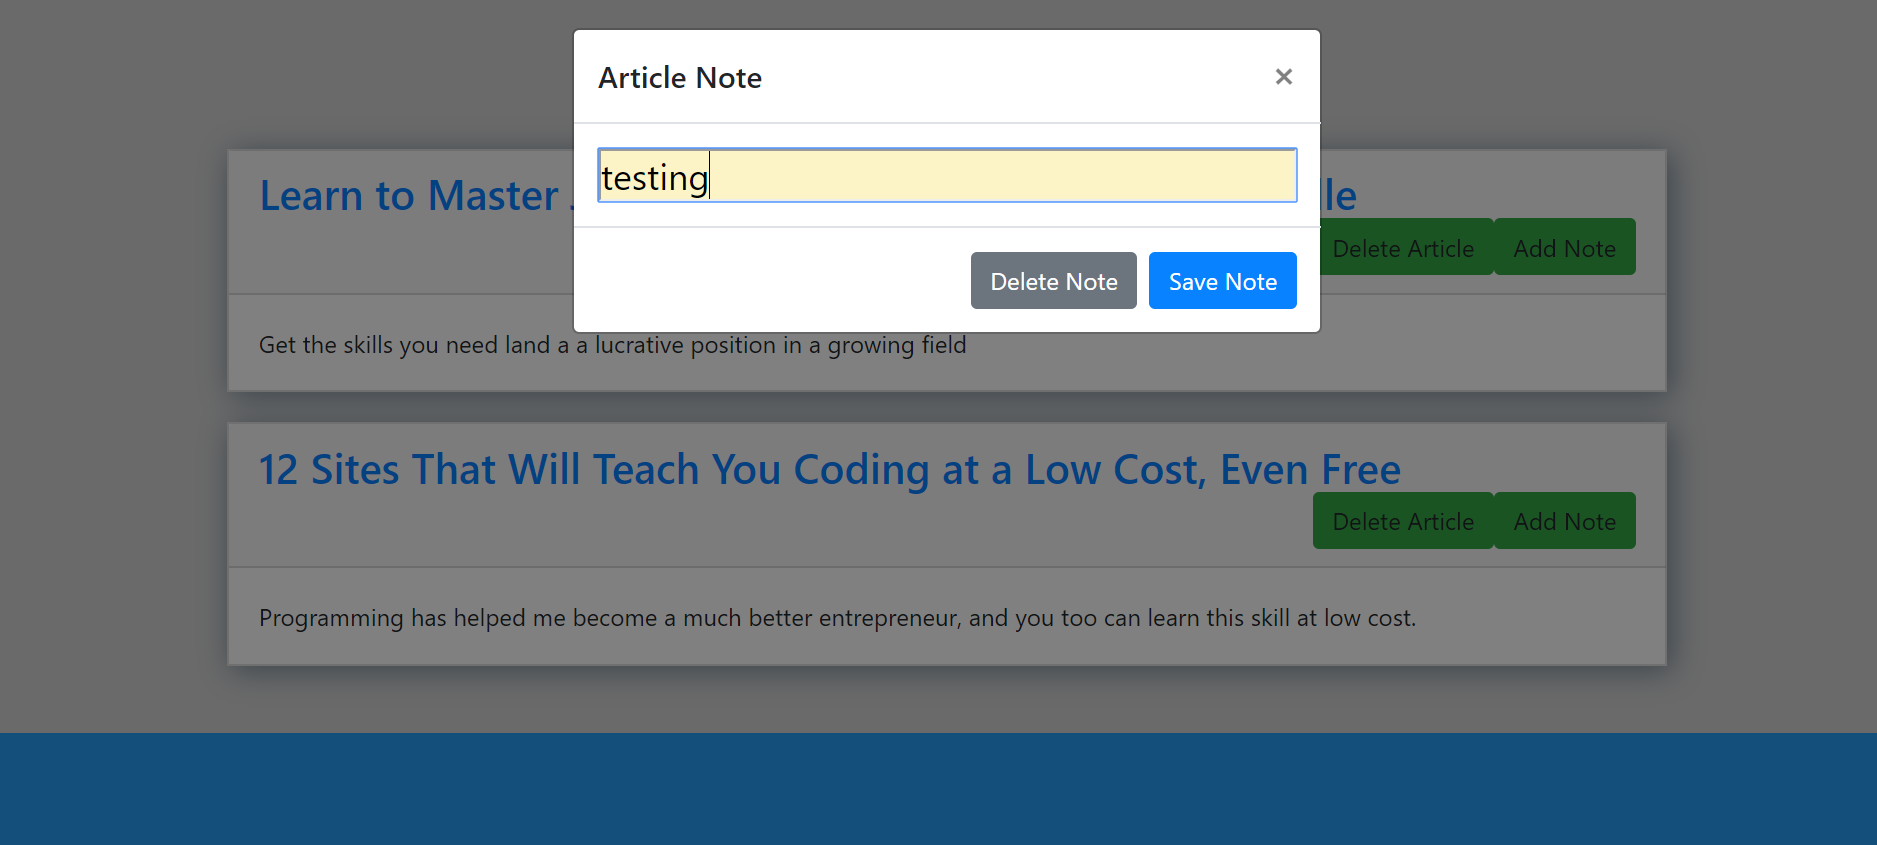 Article Note ×
testing
Delete Note Save Note
Learn to Master
Delete Article Add Note
Get the skills you need land a a lucrative position in a growing field
12 Sites That Will Teach You Coding at a Low Cost, Even Free
Delete Article Add Note
Programming has helped me become a much better entrepreneur, and you too can learn this skill at low cost.